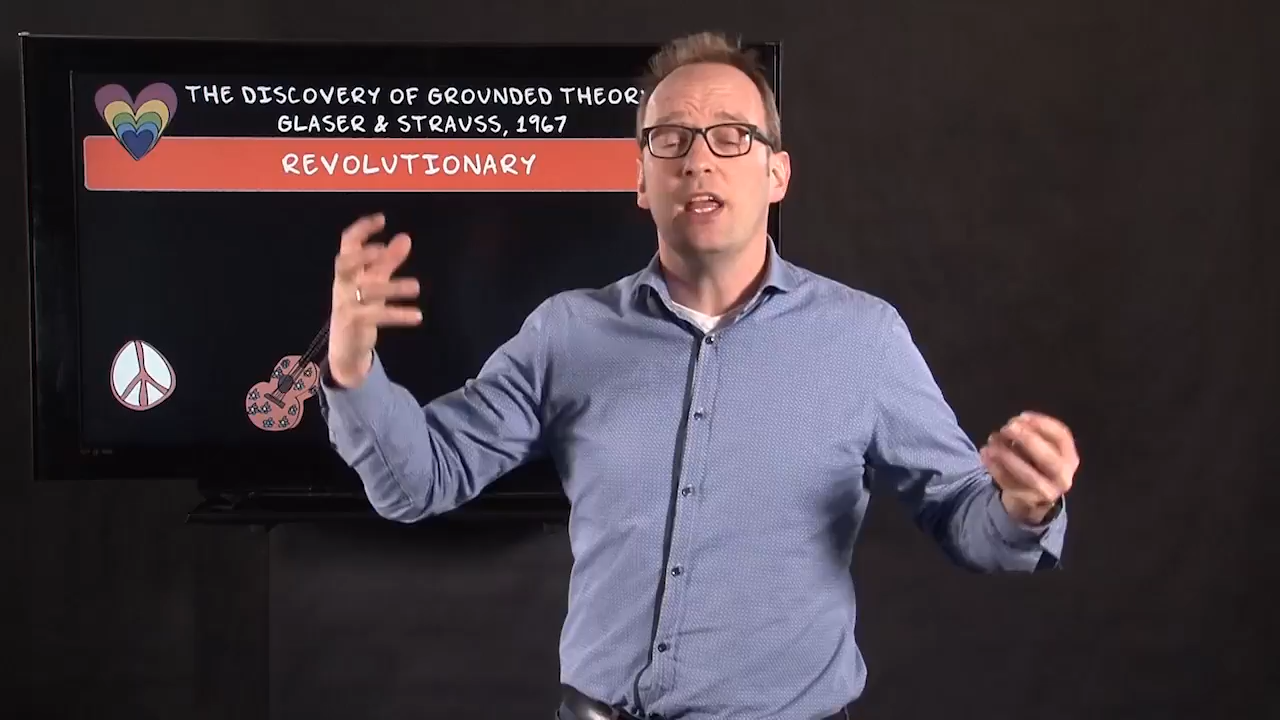 THE DISCOVERY OF GROUNDED THEOR
GLASER & STRAUSS, 1967
REVOLUTIONARY